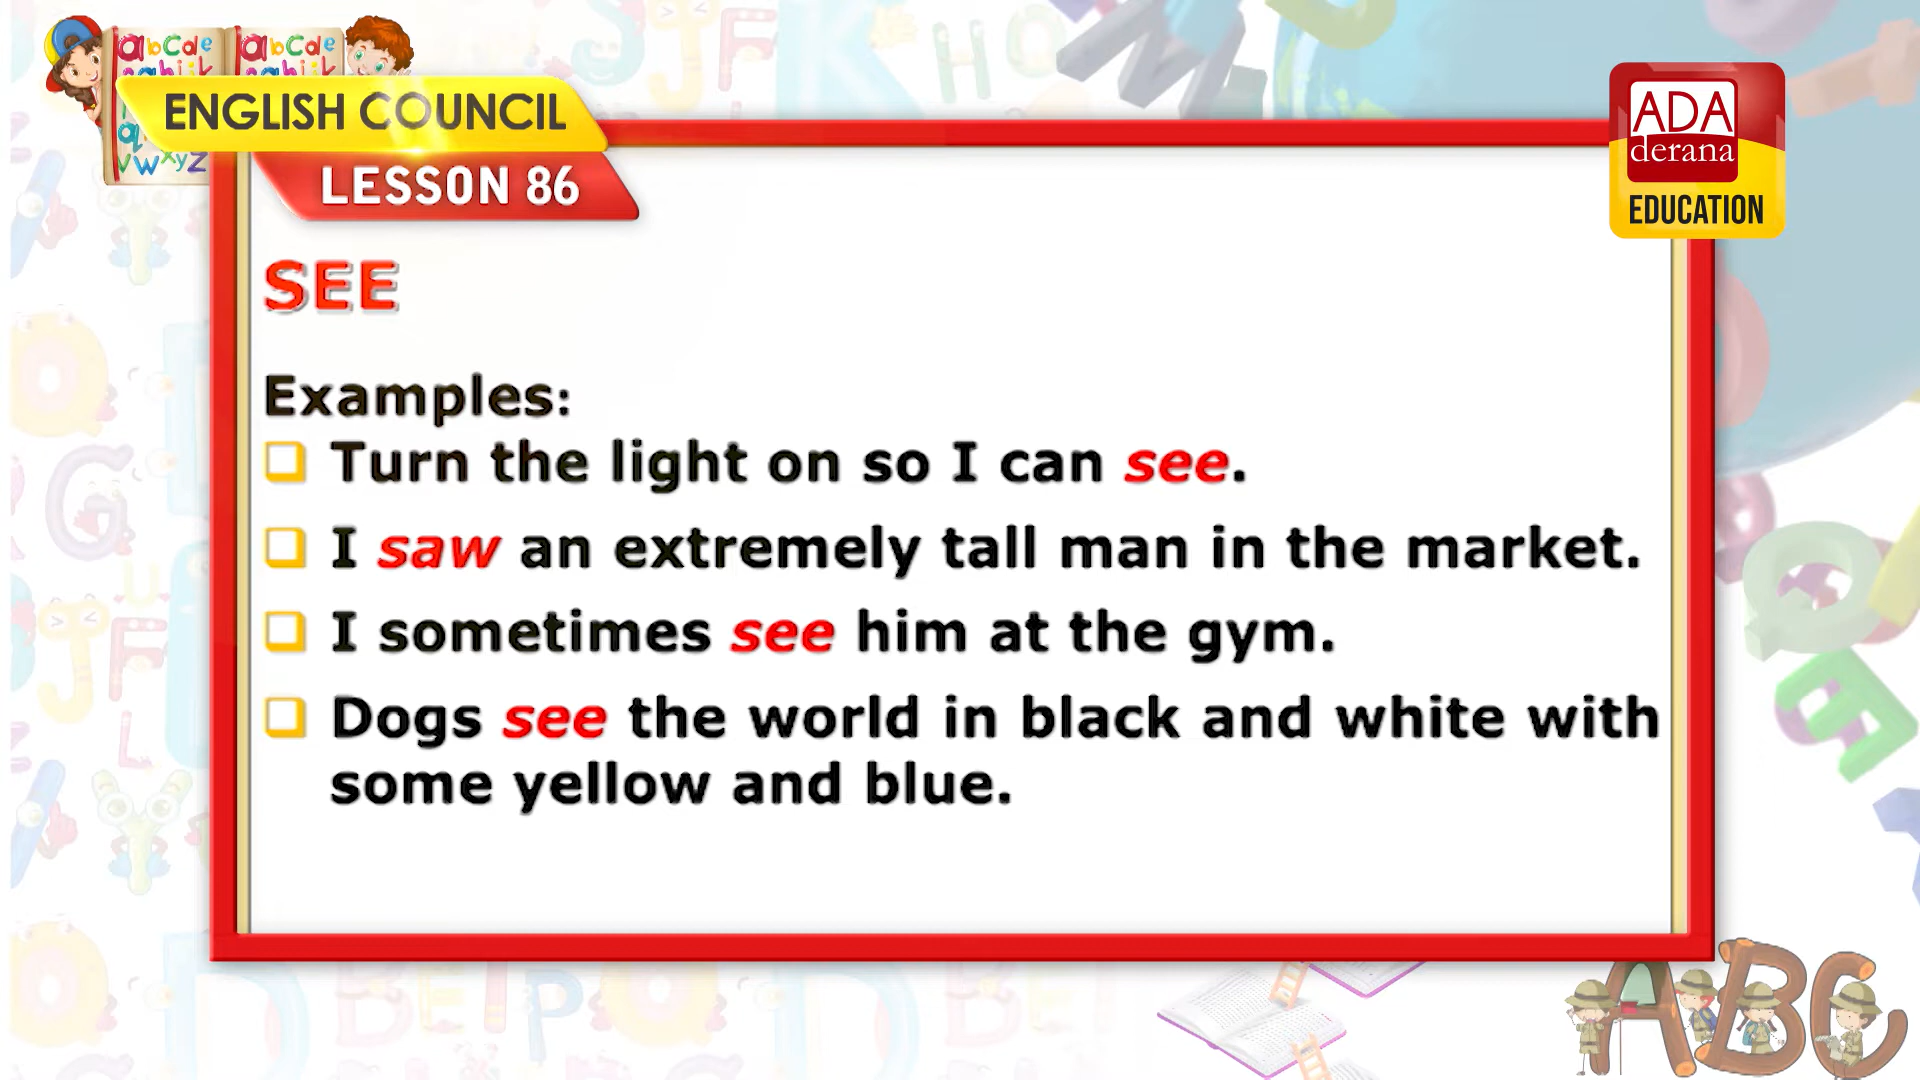 ENGLISH COUNCIL
LESSON 86
ADA
derana
EDUCATION
SEE
Examples:
Turn the light on so I can see.
I saw an extremely tall man in the market.
I sometimes see him at the gym.
Dogs see the world in black and white with
some yellow and blue.
ABC